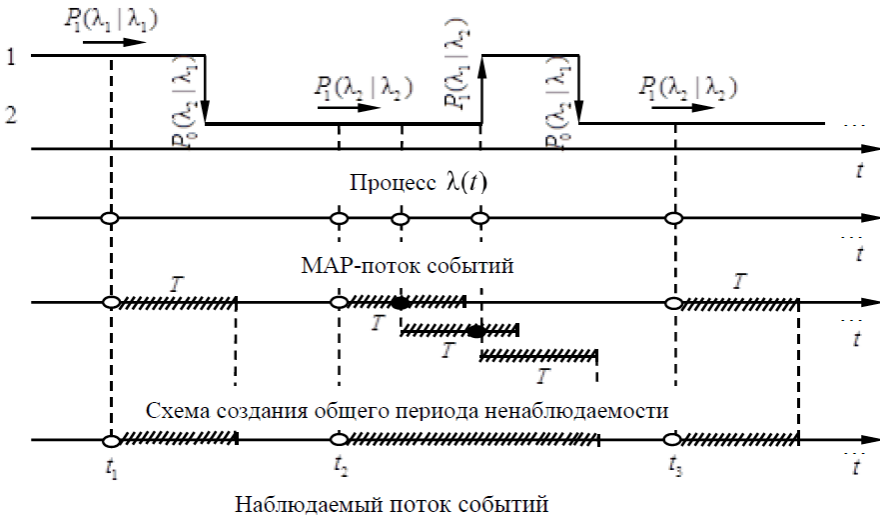 P₁(λ₁ | λ₁)
1
P₀(λ₂ | λ₁)
P₁(λ₂ | λ₂)
P₁(λ₁ | λ₂)
P₀(λ₂ | λ₁)
P₁(λ₂ | λ₂)
2
...
t
Процесс λ(t)
...
t
МАР-поток событий
T
T
...
t
T
T
T
Схема создания общего периода ненаблюдаемости
...
t₁
t₂
t₃
t
Наблюдаемый поток событий